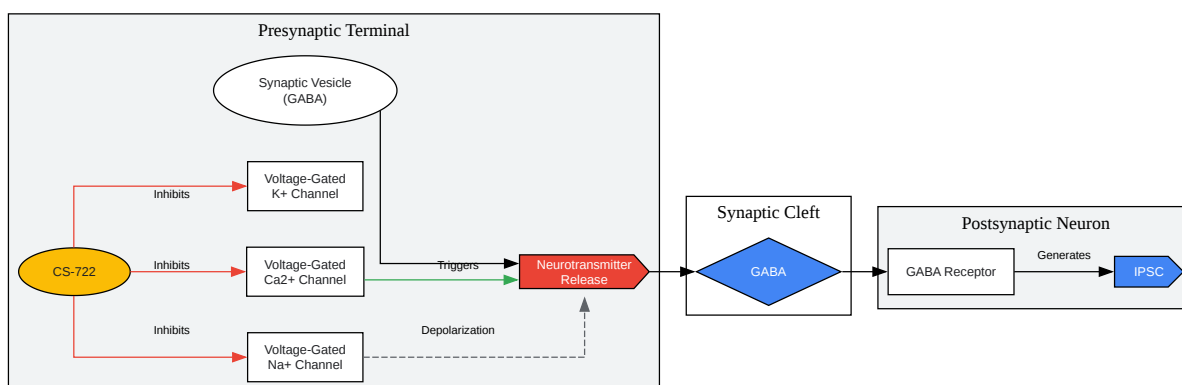 Presynaptic Terminal
Synaptic Vesicle
(GABA)
Voltage-Gated
K+ Channel
Inhibits
Synaptic Cleft
Postsynaptic Neuron
CS-722
Inhibits
Voltage-Gated
Ca2+ Channel
Triggers
Neurotransmitter
Release
GABA
GABA Receptor
Generates
IPSC
Inhibits
Voltage-Gated
Na+ Channel
Depolarization